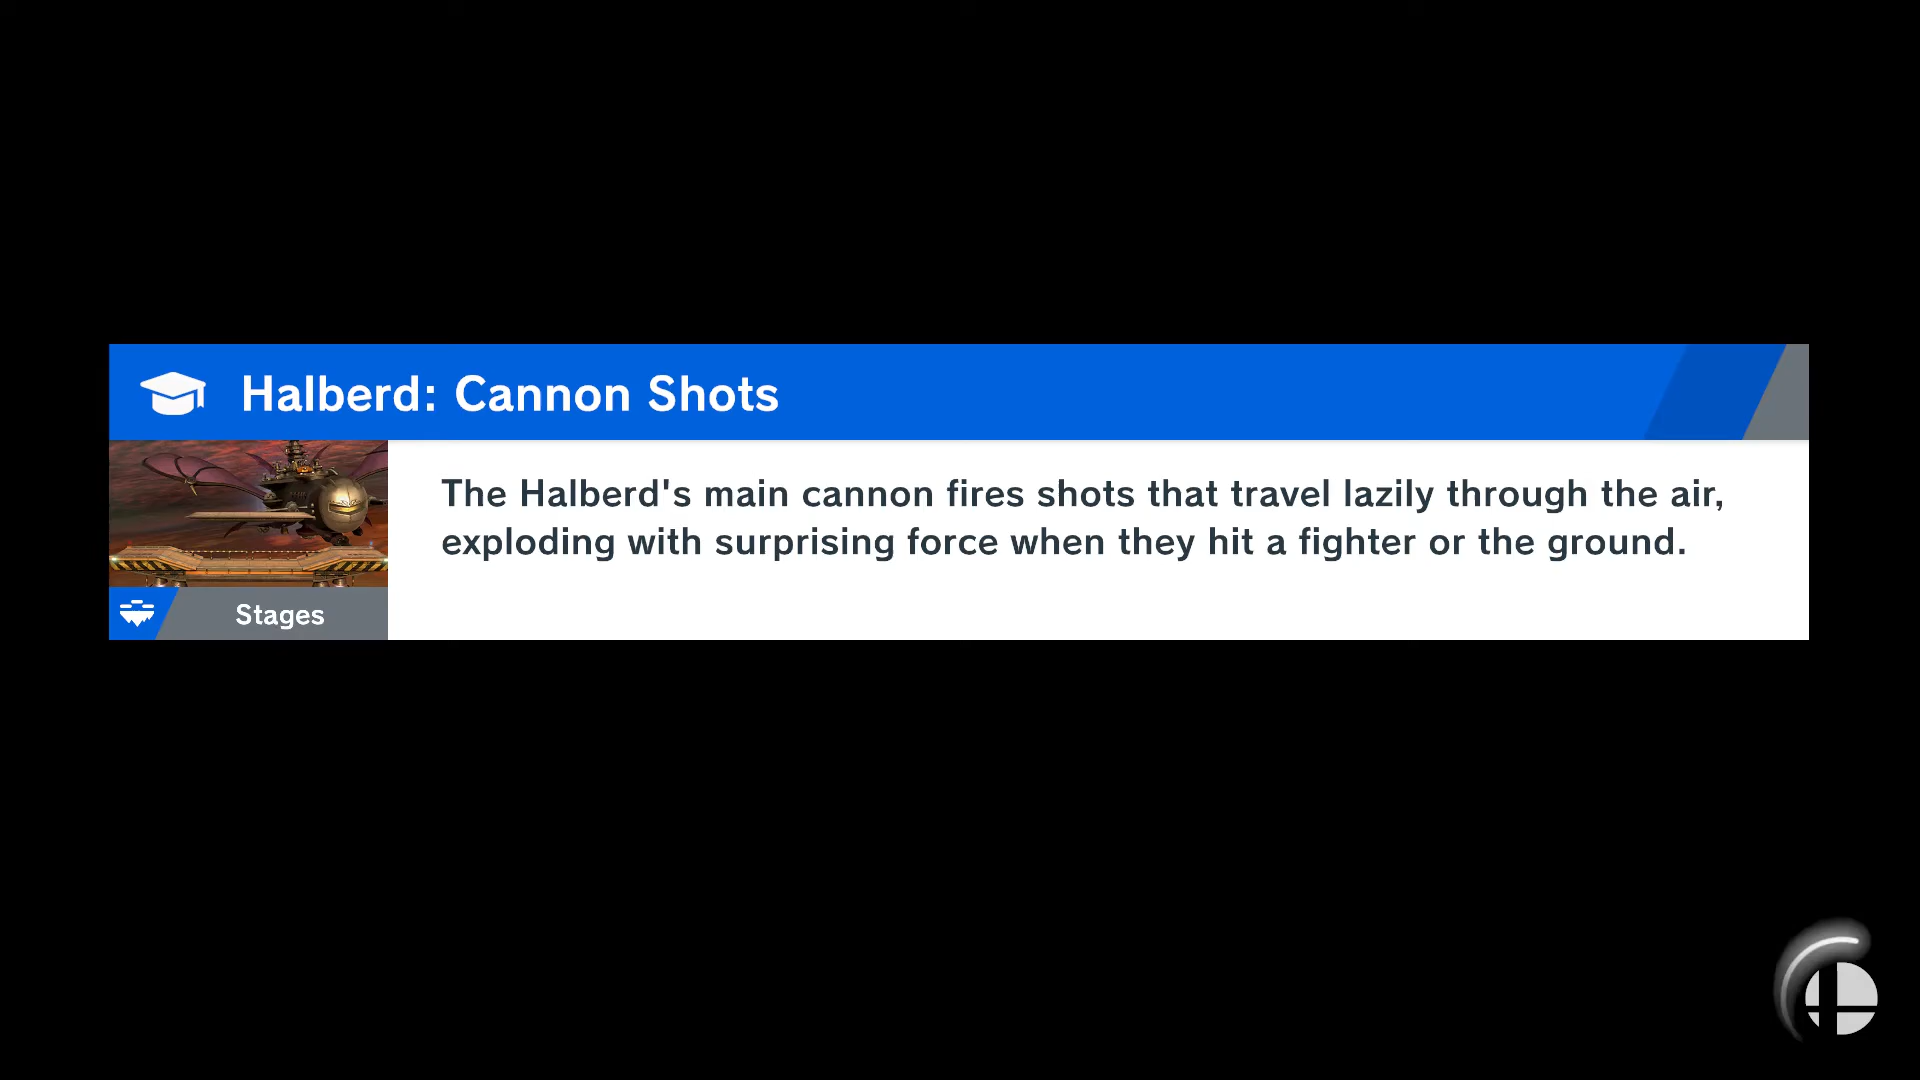 Halberd: Cannon Shots
The Halberd's main cannon fires shots that travel lazily through the air,
exploding with surprising force when they hit a fighter or the ground.
Stages